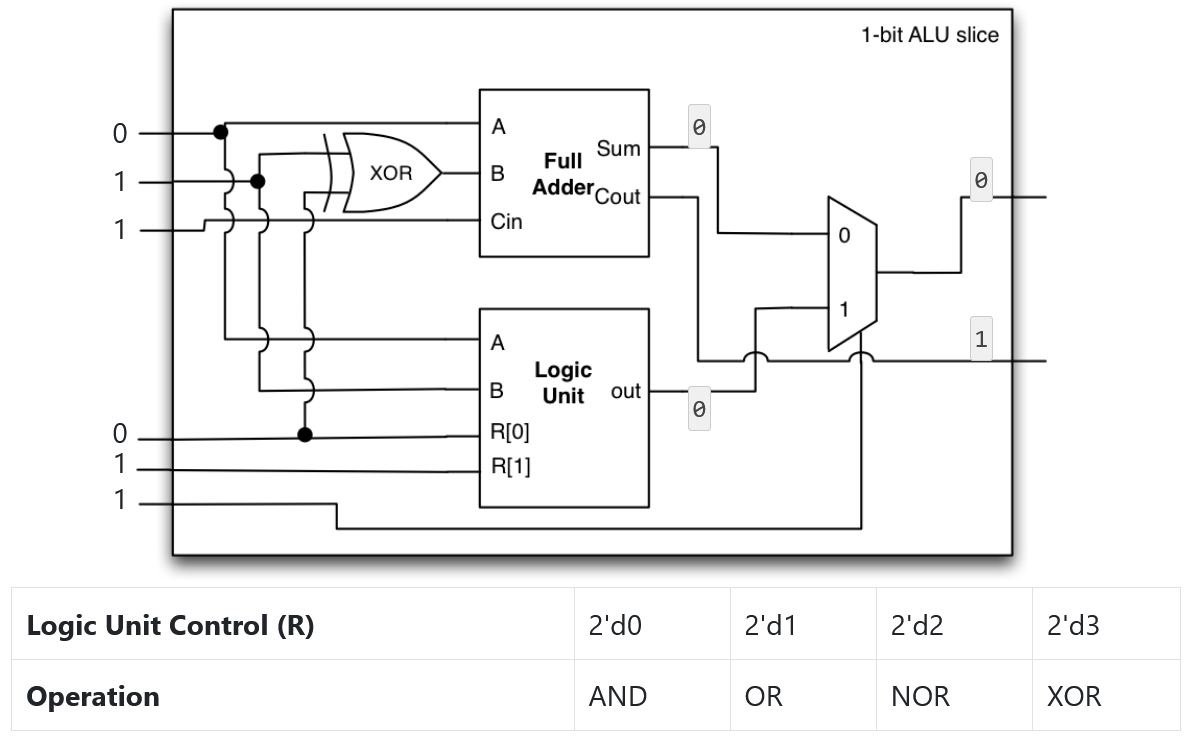 1-bit ALU slice
0
1
1
A
B
Cin
XOR
Full
Adder
Sum
Cout
0
0
1
0
1
A
B
R[0]
R[1]
Logic
Unit
out
0
0
1
1
Logic Unit Control (R) 2'd0 2'd1 2'd2 2'd3
Operation AND OR NOR XOR